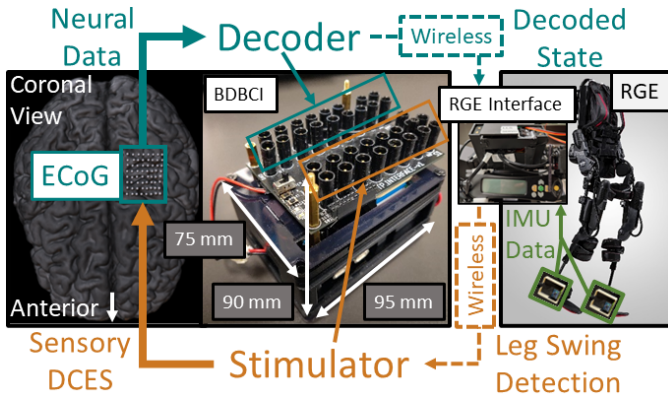 Neural
Data
Decoder
Wireless
Decoded
State
Coronal
View
BDBCI
RGE Interface
RGE
ECoG
75 mm
90 mm
95 mm
IMU
Data
Wireless
Anterior
Sensory
DCES
Stimulator
Leg Swing
Detection